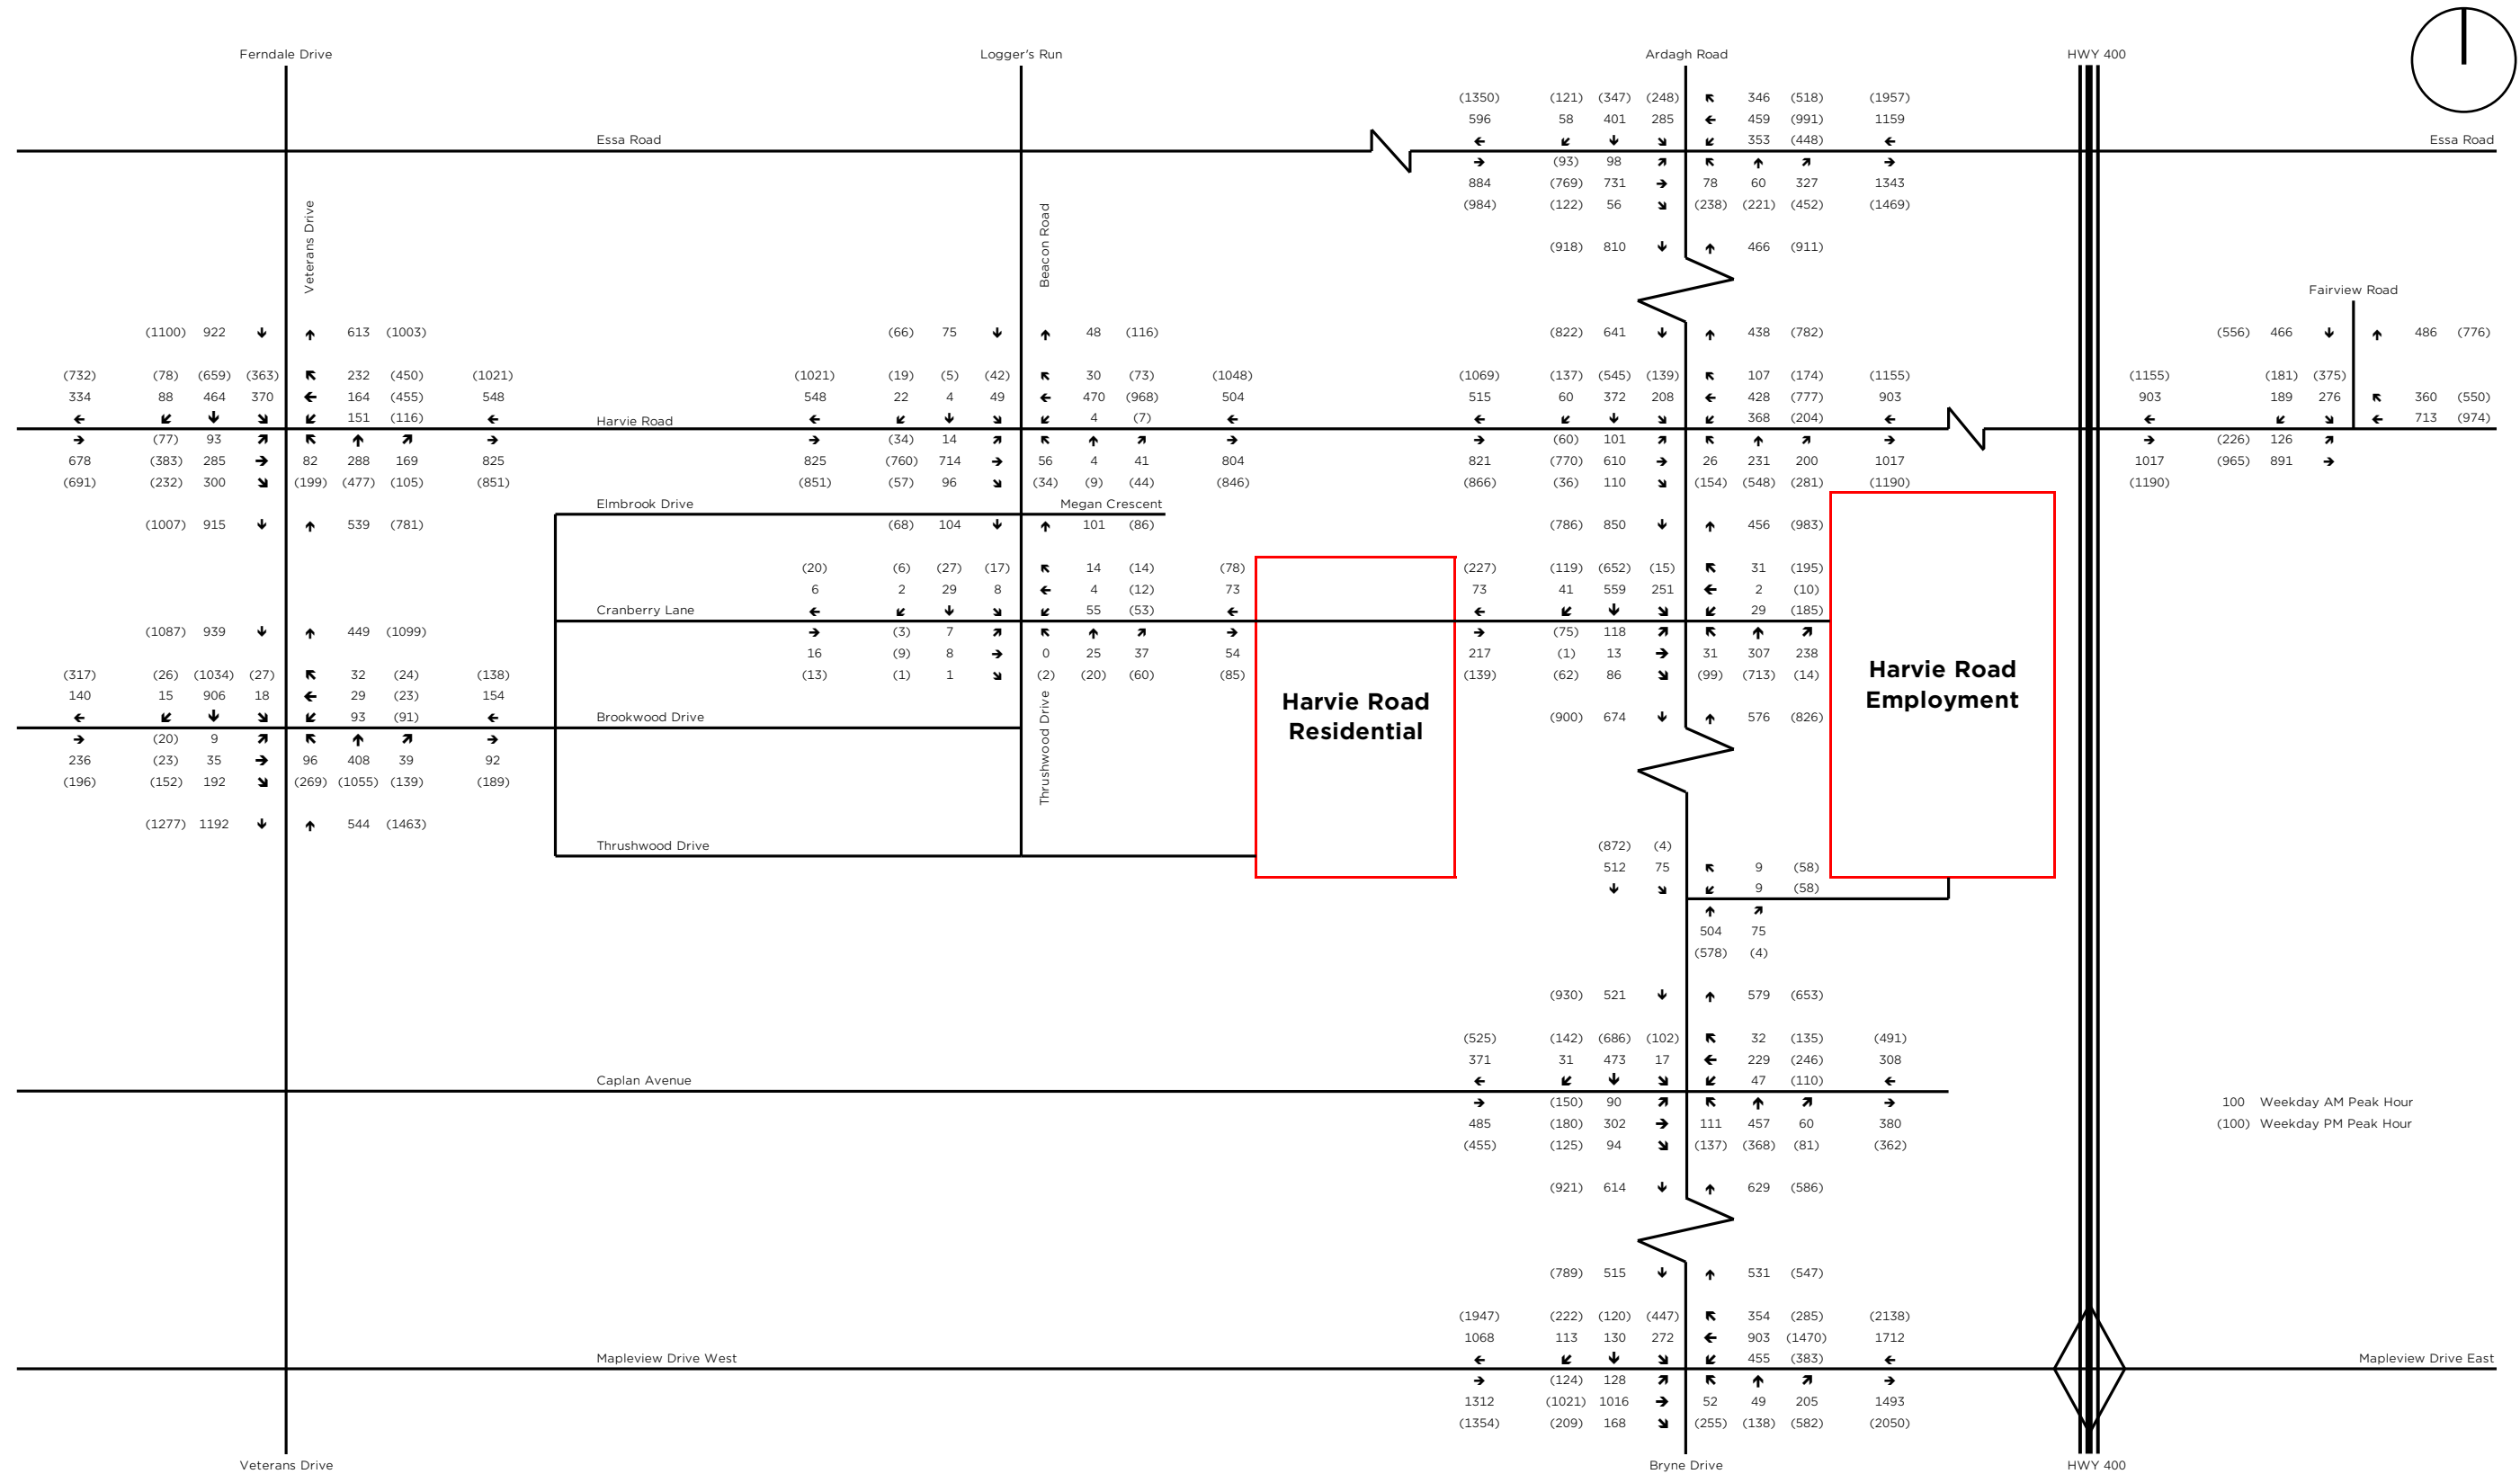 Ferndale Drive Logger's Run Ardagh Road HWY 400
(1350) (121) (347) (248) 346 (518) (1957)
596 58 401 285 459 (991) 1159
Essa Road 353 (448) Essa Road
(93) 98
884 (769) 731 78 60 327 1343
(984) (122) 56 (238) (221) (452) (1469)
Veterans Drive
Beacon Road
(918) 810 466 (911)
Fairview Road
(1100) 922 613 (1003) (66) 75 48 (116) (822) 641 438 (782) (556) 466 486 (776)
(732) (78) (659) (363) 232 (450) (1021) (1021) (19) (5) (42) 30 (73) (1048) (1069) (137) (545) (139) 107 (174) (1155) (1155) (181) (375)
334 88 464 370 164 (455) 548 548 22 4 49 470 (968) 504 515 60 372 208 428 (777) 903 903 189 276 360 (550)
151 (116) Harvie Road 4 (7) 368 (204) 713 (974)
(77) 93 (34) 14 (60) 101 (226) 126
678 (383) 285 82 288 169 825 825 (760) 714 56 4 41 804 821 (770) 610 26 231 200 1017 1017 (965) 891
(691) (232) 300 (199) (477) (105) (851) (851) (57) 96 (34) (9) (44) (846) (866) (36) 110 (154) (548) (281) (1190) (1190)
Elmbrook Drive Megan Crescent
(1007) 915 539 (781) (68) 104 101 (86) (786) 850 456 (983)
(20) (6) (27) (17) 14 (14) (78) (227) (119) (652) (15) 31 (195)
6 2 29 8 4 (12) 73 73 41 559 251 2 (10)
Cranberry Lane 55 (53) 29 (185)
(1087) 939 449 (1099) (3) 7 (75) 118
16 (9) 8 0 25 37 54 217 (1) 13 31 307 238
(317) (26) (1034) (27) 32 (24) (138) (13) (1) 1 (2) (20) (60) (85) (139) (62) 86 (99) (713) (14)
Harvie Road
Employment
140 15 906 18 29 (23) 154
Harvie Road
Residential
93 (91) Brookwood Drive (900) 674 576 (826)
Thrushwood Drive
(20) 9
236 (23) 35 96 408 39 92
(196) (152) 192 (269) (1055) (139) (189)
(1277) 1192 544 (1463)
Thrushwood Drive (872) (4)
512 75 9 (58)
9 (58)
504 75
(578) (4)
(930) 521 579 (653)
(525) (142) (686) (102) 32 (135) (491)
371 31 473 17 229 (246) 308
Caplan Avenue 47 (110)
(150) 90 100 Weekday AM Peak Hour
485 (180) 302 111 457 60 380 (100) Weekday PM Peak Hour
(455) (125) 94 (137) (368) (81) (362)
(921) 614 629 (586)
(789) 515 531 (547)
(1947) (222) (120) (447) 354 (285) (2138)
1068 113 130 272 903 (1470) 1712
Mapleview Drive West 455 (383) Mapleview Drive East
(124) 128
1312 (1021) 1016 52 49 205 1493
(1354) (209) 168 (255) (138) (582) (2050)
Veterans Drive Bryne Drive HWY 400